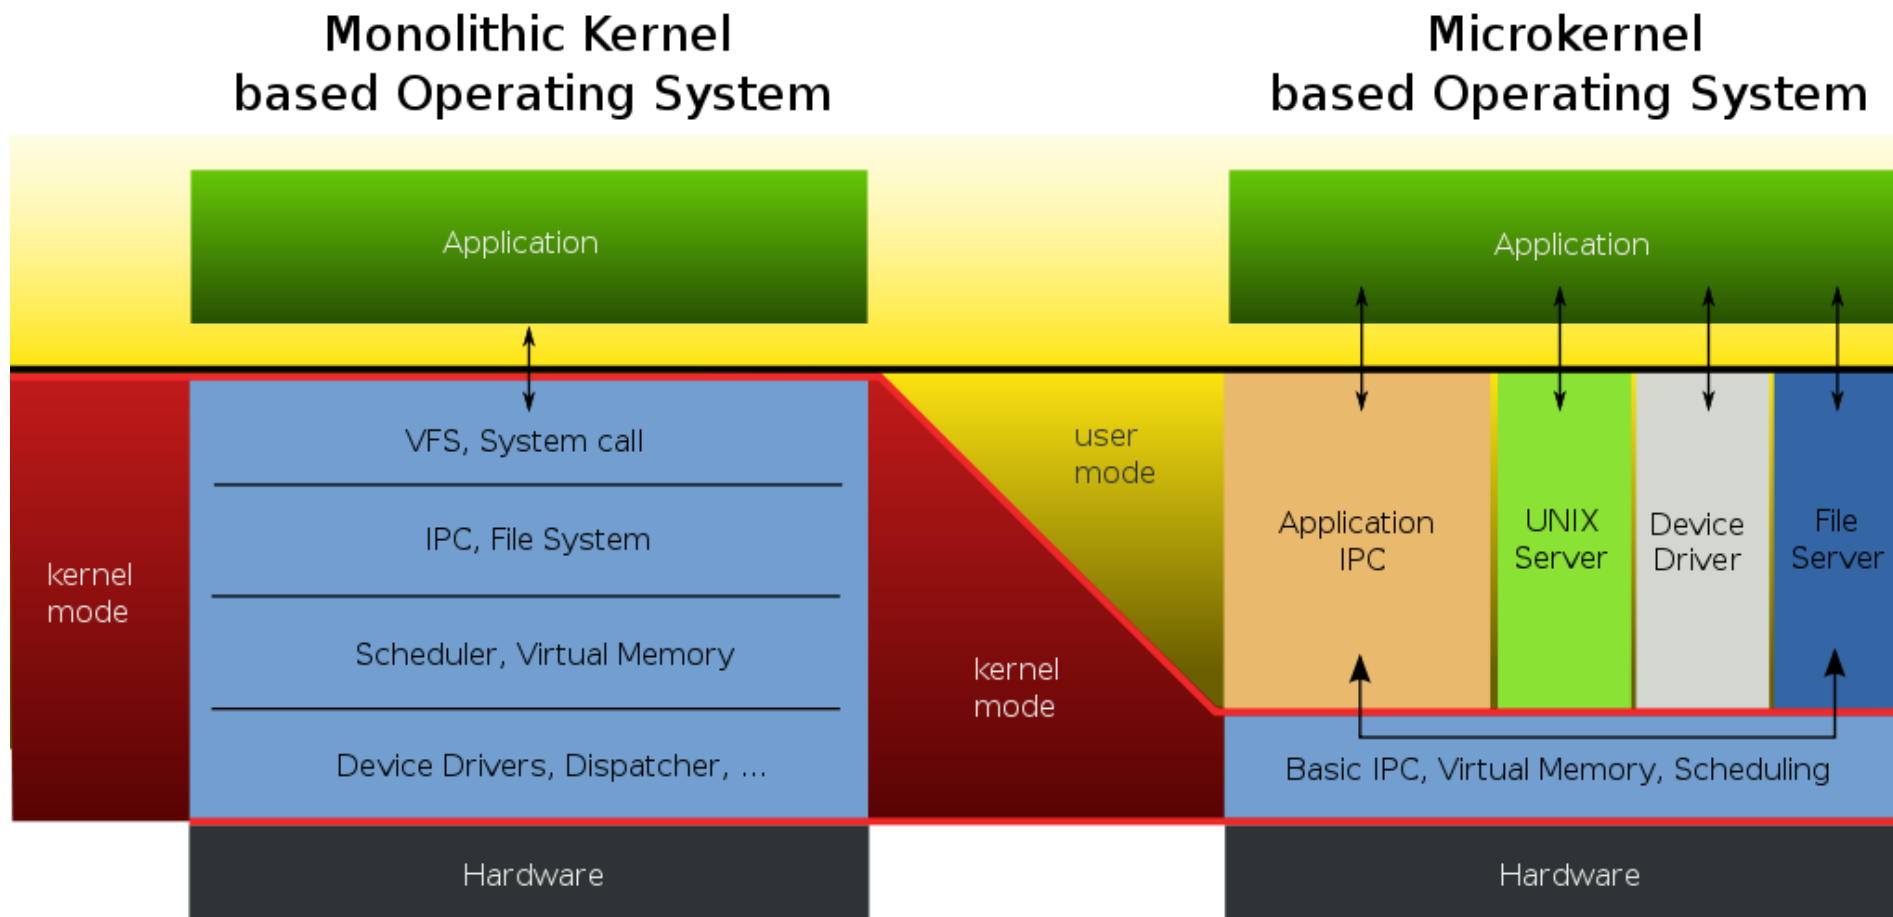 Monolithic Kernel
based Operating System
Microkernel
based Operating System
Application
Application
VFS, System call
user
mode
IPC, File System
Application
IPC
UNIX
Server
Device
Driver
File
Server
kernel
mode
Scheduler, Virtual Memory
kernel
mode
Device Drivers, Dispatcher, ...
Basic IPC, Virtual Memory, Scheduling
Hardware
Hardware